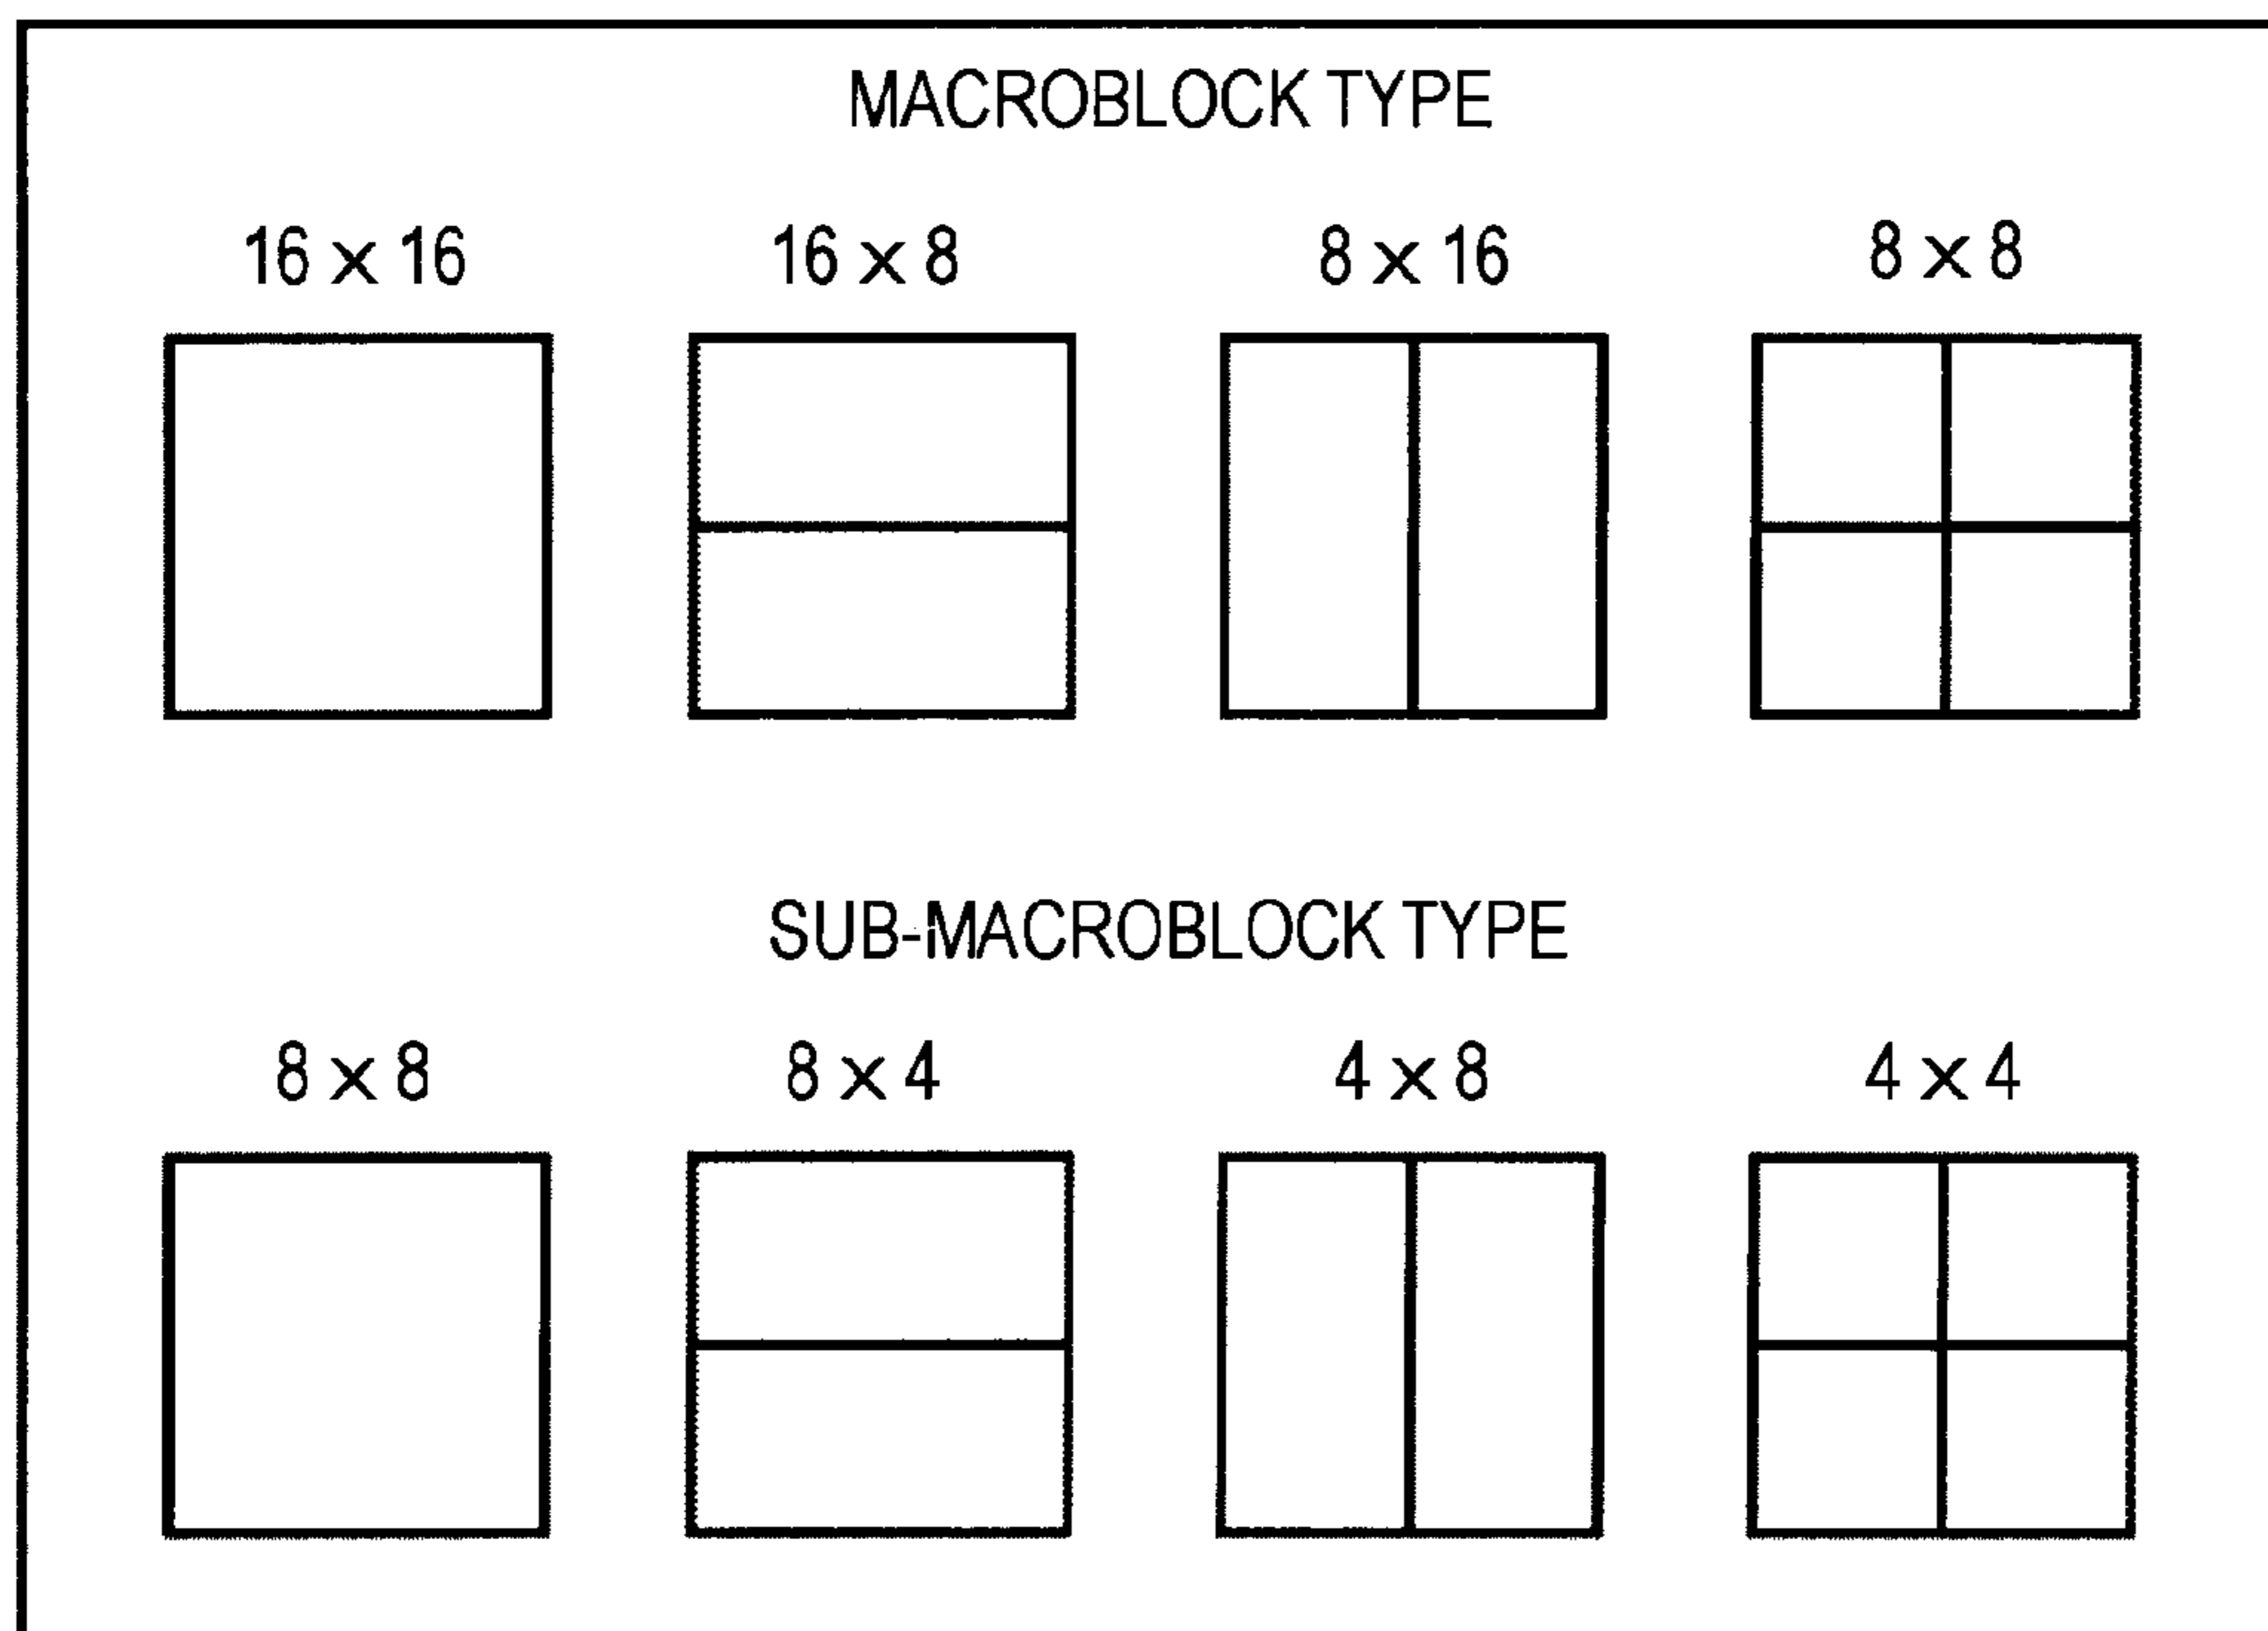 MACROBLOCK TYPE
16 × 16 16 × 8 8 × 16 8 × 8
SUB-MACROBLOCK TYPE
8 × 8 8 × 4 4 × 8 4 × 4